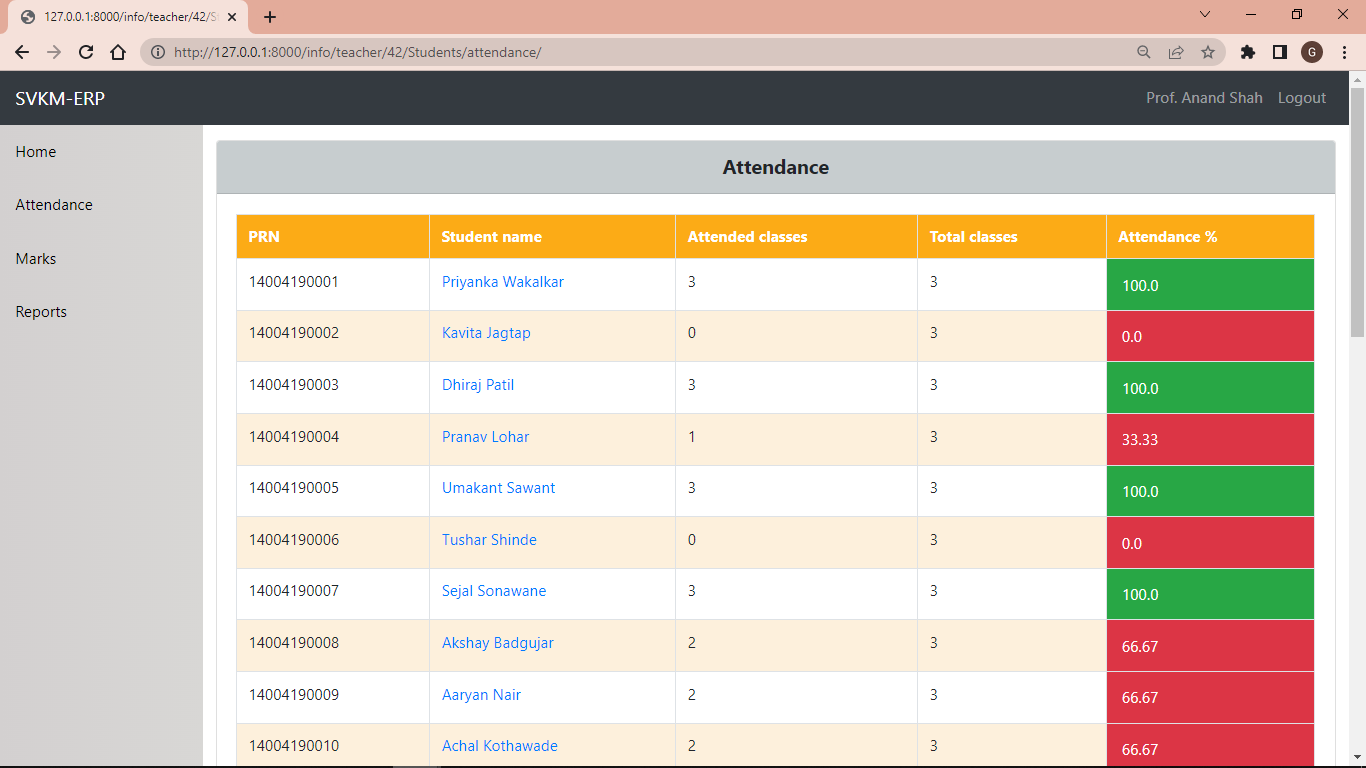 127.0.0.1:8000/info/teacher/42/S
http://127.0.0.1:8000/info/teacher/42/Students/attendance/
G
SVKM-ERP
Prof. Anand Shah Logout
Home
Attendance
Marks
Reports
Attendance
PRN Student name Attended classes Total classes Attendance %
14004190001 Priyanka Wakalkar 3 3 100.0
14004190002 Kavita Jagtap 0 3 0.0
14004190003 Dhiraj Patil 3 3 100.0
14004190004 Pranav Lohar 1 3 33.33
14004190005 Umakant Sawant 3 3 100.0
14004190006 Tushar Shinde 0 3 0.0
14004190007 Sejal Sonawane 3 3 100.0
14004190008 Akshay Badgujar 2 3 66.67
14004190009 Aaryan Nair 2 3 66.67
14004190010 Achal Kothawade 2 3 66.67